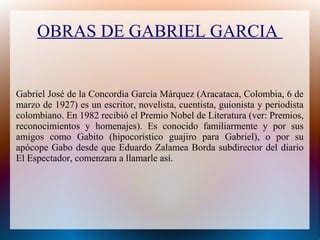 OBRAS DE GABRIEL GARCIA
Gabriel José de la Concordia García Márquez (Aracataca, Colombia, 6 de
marzo de 1927) es un escritor, novelista, cuentista, guionista y periodista
colombiano. En 1982 recibió el Premio Nobel de Literatura (ver: Premios,
reconocimientos y homenajes). Es conocido familiarmente y por sus
amigos como Gabito (hipocorístico guajiro para Gabriel), o por su
apócope Gabo desde que Eduardo Zalamea Borda subdirector del diario
El Espectador, comenzara a llamarle así.